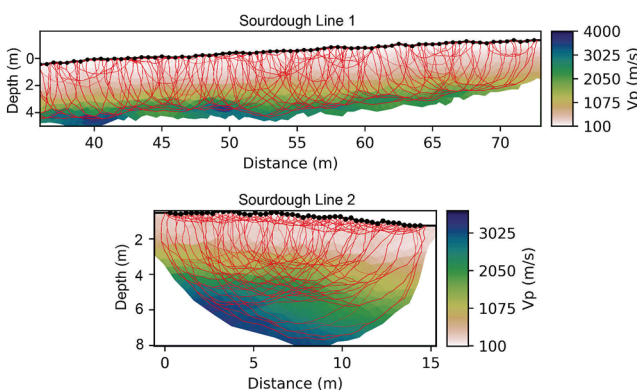 Sourdough Line 1
Depth (m)
0
2
4
40 45 50 55 60 65 70
Distance (m)
4000
3025
2050
1075
100
Vp (m/s)
Sourdough Line 2
Depth (m)
2
4
6
8
0 5 10 15
Distance (m)
3025
2050
1075
100
Vp (m/s)